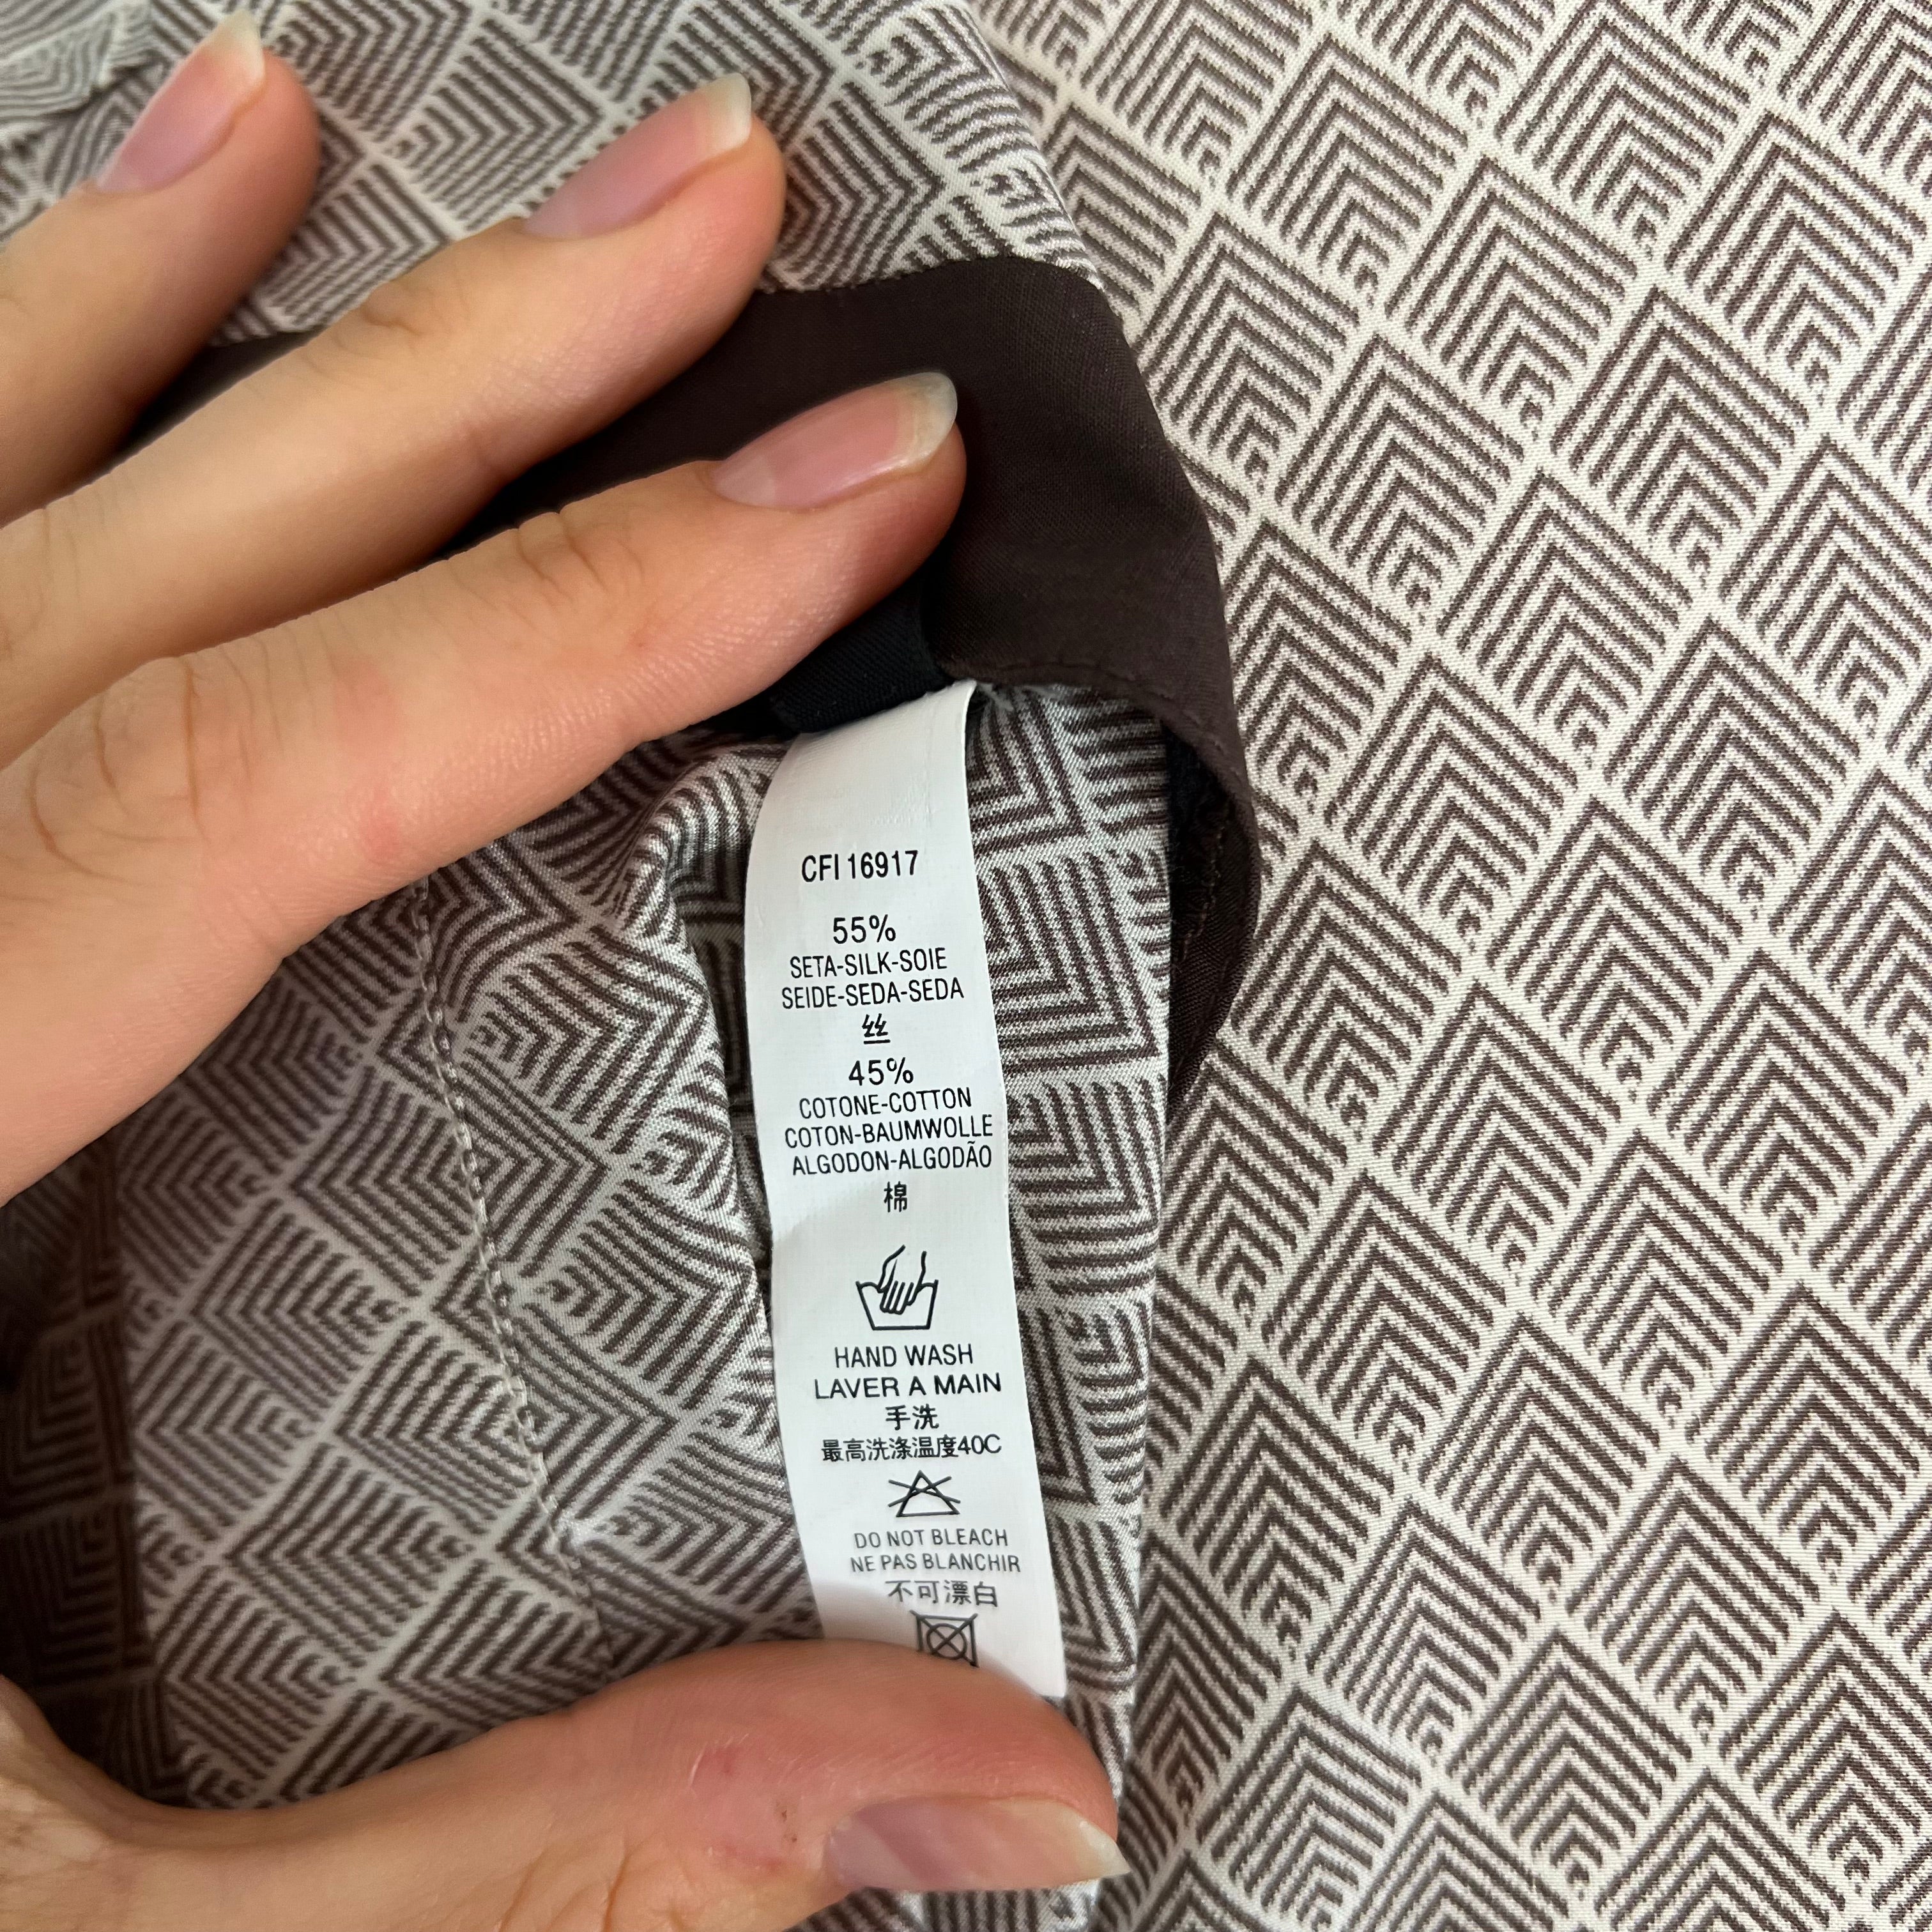 CFI 16917
55%
SETA-SILK-SOIE
SEIDE-SEDA-SEDA
丝
45%
COTONE-COTTON
COTON-BAUMWOLLE
ALGODON-ALGODÃO
棉
HAND WASH
LAVER A MAIN
手洗
最高洗涤温度40C
DO NOT BLEACH
NE PAS BLANCHIR
不可漂白